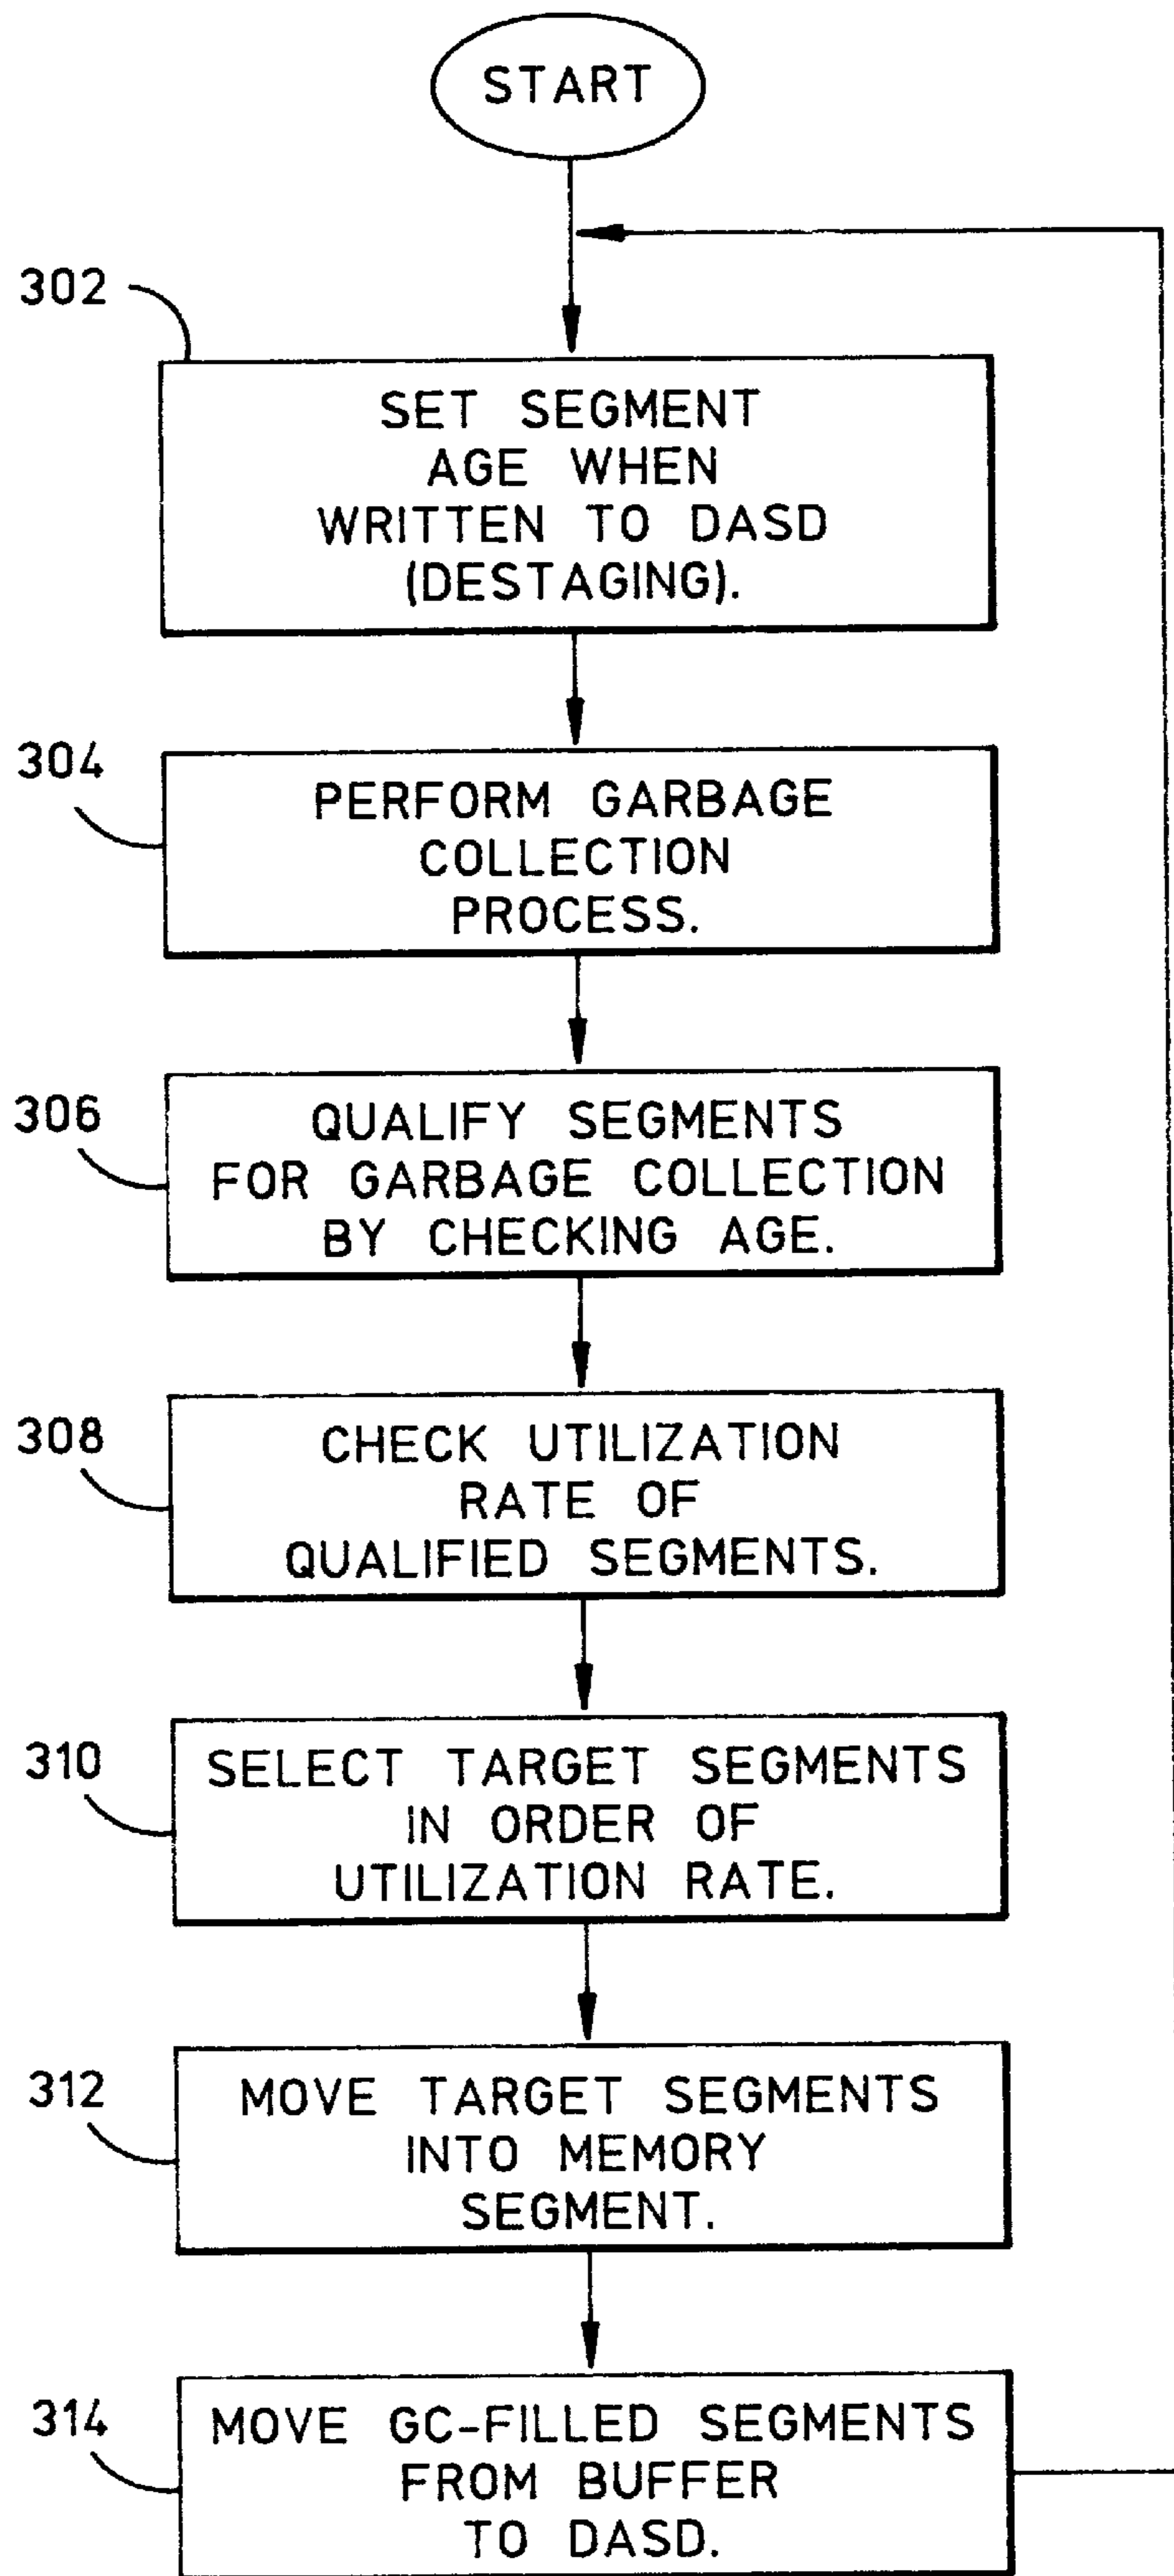 START
302
SET SEGMENT
AGE WHEN
WRITTEN TO DASD
(DESTAGING).
304
PERFORM GARBAGE
COLLECTION
PROCESS.
306
QUALIFY SEGMENTS
FOR GARBAGE COLLECTION
BY CHECKING AGE.
308
CHECK UTILIZATION
RATE OF
QUALIFIED SEGMENTS.
310
SELECT TARGET SEGMENTS
IN ORDER OF
UTILIZATION RATE.
312
MOVE TARGET SEGMENTS
INTO MEMORY
SEGMENT.
314
MOVE GC-FILLED SEGMENTS
FROM BUFFER
TO DASD.